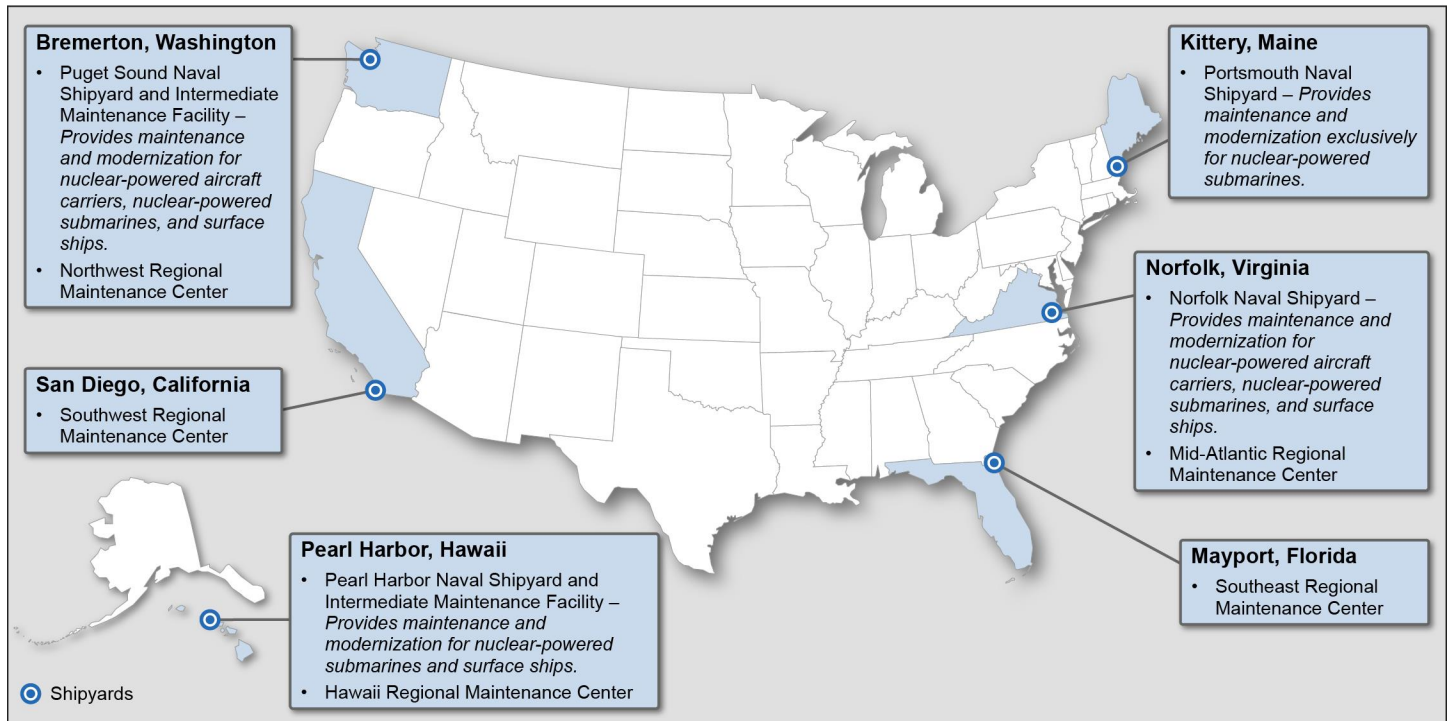 Bremerton, Washington
• Puget Sound Naval
Shipyard and Intermediate
Maintenance Facility –
Provides maintenance
and modernization for
nuclear-powered aircraft
carriers, nuclear-powered
submarines, and surface
ships.
• Northwest Regional
Maintenance Center
San Diego, California
• Southwest Regional
Maintenance Center
Pearl Harbor, Hawaii
• Pearl Harbor Naval Shipyard and
Intermediate Maintenance Facility –
Provides maintenance and
modernization for nuclear-powered
submarines and surface ships.
• Hawaii Regional Maintenance Center
Kittery, Maine
• Portsmouth Naval
Shipyard – Provides
maintenance and
modernization exclusively
for nuclear-powered
submarines.
Norfolk, Virginia
• Norfolk Naval Shipyard –
Provides maintenance and
modernization for
nuclear-powered aircraft
carriers, nuclear-powered
submarines, and surface
ships.
• Mid-Atlantic Regional
Maintenance Center
Mayport, Florida
• Southeast Regional
Maintenance Center
Shipyards